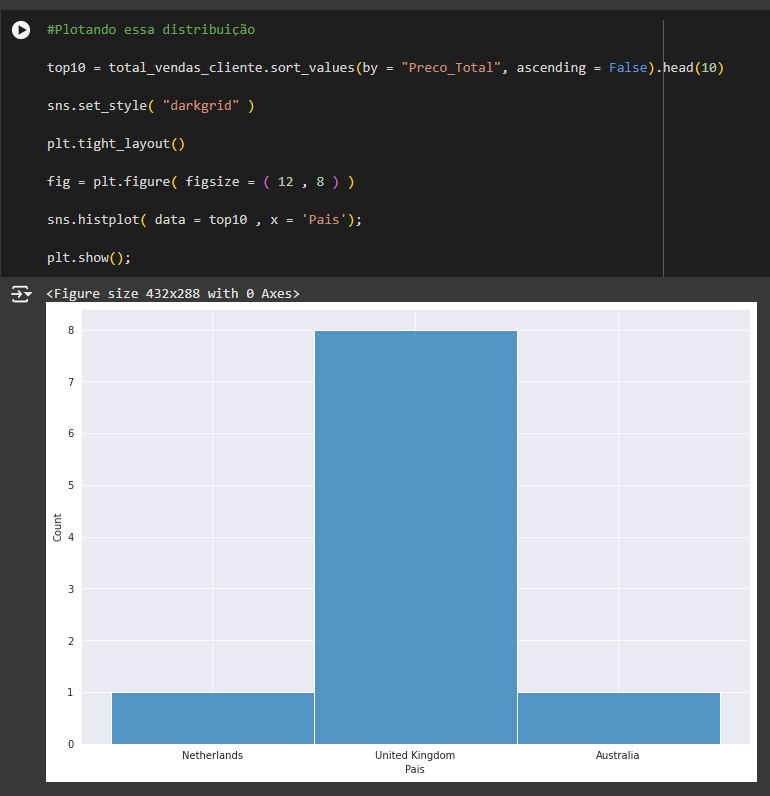 #Plotando essa distribuição
top10 = total_vendas_cliente.sort_values(by = "Preco_Total", ascending = False).head(10)
sns.set_style( "darkgrid" )
plt.tight_layout()
fig = plt.figure( figsize = ( 12 , 8 ) )
sns.histplot( data = top10 , x = 'Pais');
plt.show();
<Figure size 432x288 with 0 Axes>
8
7
6
5
4
3
2
1
0
Count
Netherlands United Kingdom Australia
Pais